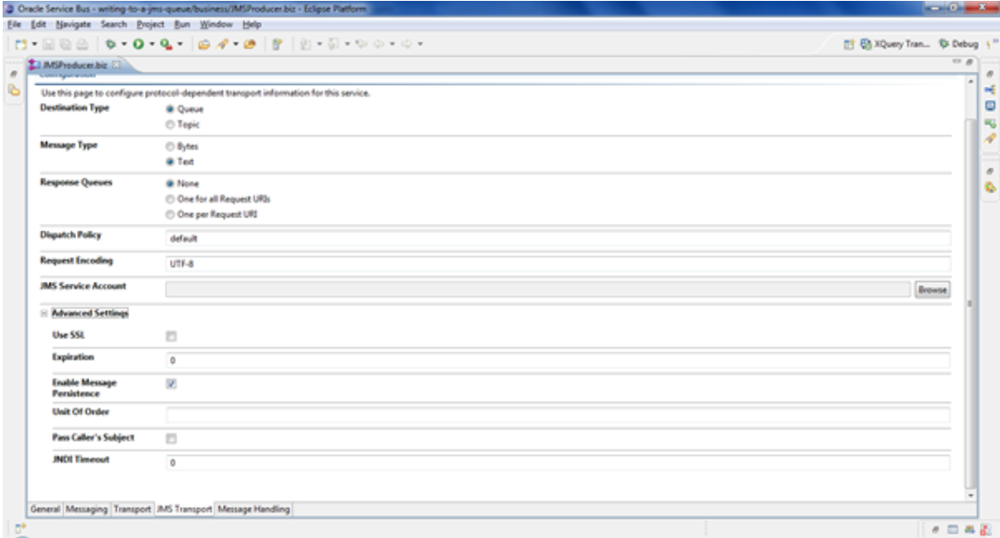 Oracle Service Bus - writing-to-a-jms-queue/business/JMSProducer.biz - Eclipse Platform
File Edit Navigate Search Project Run Window Help
XQuery Tran... Debug
JMSProducer.biz
Configuration
Use this page to configure protocol-dependent transport information for this service.
Destination Type
Queue
Topic
Message Type
Bytes
Text
Response Queues
None
One for all Request URIs
One per Request URI
Dispatch Policy
default
Request Encoding
UTF-8
JMS Service Account
Browse
Advanced Settings
Use SSL
Expiration
0
Enable Message
Persistence
Unit Of Order
Pass Caller's Subject
JNDI Timeout
0
General Messaging Transport JMS Transport Message Handling